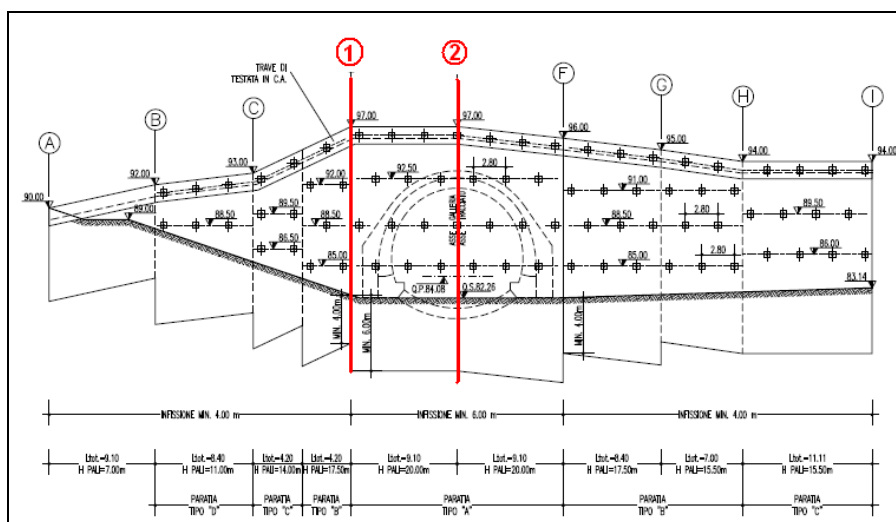 1
2
TRAVE DI
TESTATA IN C.A.
A
B
C
F
G
H
I
90.00
92.00
93.00
97.00
97.00
96.00
95.00
94.00
94.00
89.00
88.50
89.50
86.50
92.00
88.50
85.00
92.50
2.80
91.00
88.50
2.80
85.00
2.80
89.50
86.00
83.14
ASSE GALLERIA
ASSE TRACCIATO
Q.P.84.08
Q.S.82.26
MIN. 4.00m
MIN. 6.00m
MIN. 4.00m
INFISSIONE MIN. 4.00 m
INFISSIONE MIN. 6.00 m
INFISSIONE MIN. 4.00 m
Ltot.=9.10
H PALI=7.00m
Ltot.=8.40
H PALI=11.00m
Ltot.=4.20
H PALI=14.00m
Ltot.=4.20
H PALI=17.50m
Ltot.=9.10
H PALI=20.00m
Ltot.=9.10
H PALI=20.00m
Ltot.=8.40
H PALI=17.50m
Ltot.=7.00
H PALI=15.50m
Ltot.=11.11
H PALI=15.50m
PARATIA
TIPO "D"
PARATIA
TIPO "C"
PARATIA
TIPO "B"
PARATIA
TIPO "A"
PARATIA
TIPO "B"
PARATIA
TIPO "C"